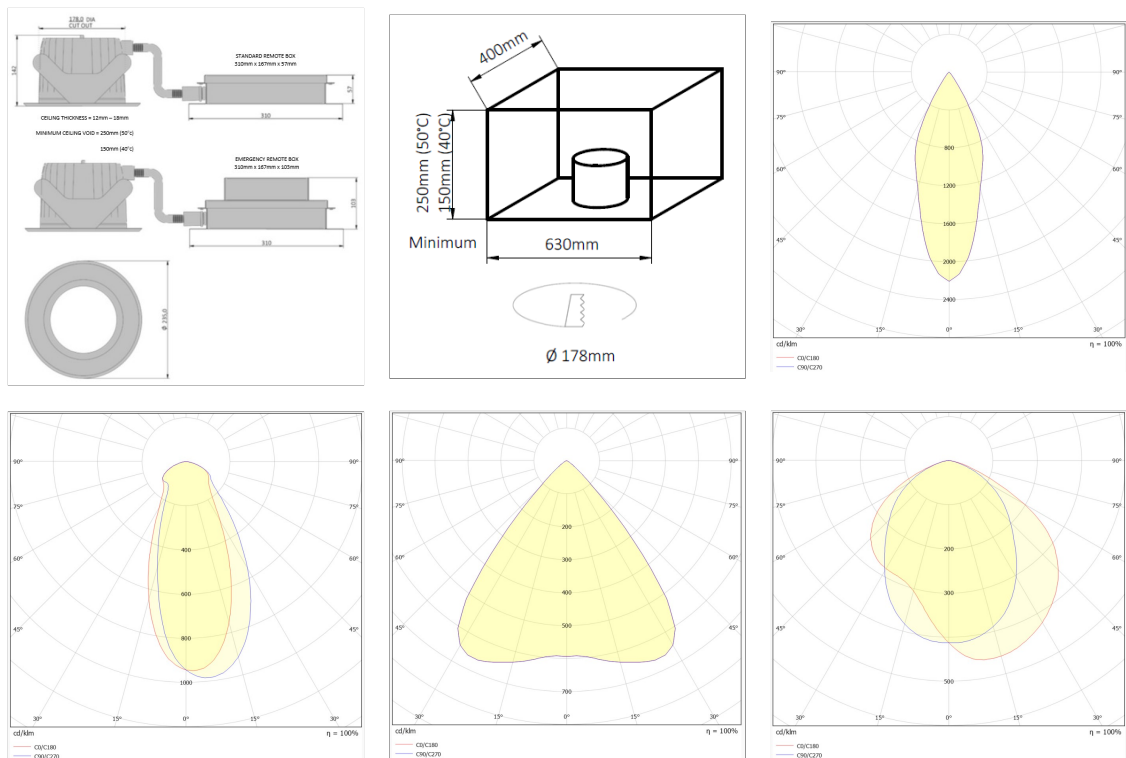 178.0 DIA
CUT OUT
142
STANDARD REMOTE BOX
310mm x 167mm x 57mm
57
310
CEILING THICKNESS = 12mm – 18mm
MINIMUM CEILING VOID = 250mm (50°c)
150mm (40°c)
EMERGENCY REMOTE BOX
310mm x 167mm x 103mm
103
310
Ø 235,0
400mm
250mm (50°C)
150mm (40°C)
Minimum
630mm
Ø 178mm
90°
90°
75°
75°
60°
60°
45°
45°
800
1200
1600
2000
2400
30°
15°
0°
15°
30°
cd/klm
η = 100%
C0/C180
C90/C270
90°
90°
75°
75°
60°
60°
45°
45°
400
600
800
1000
30°
15°
0°
15°
30°
cd/klm
η = 100%
C0/C180
C90/C270
90°
90°
75°
75°
60°
60°
45°
45°
200
300
400
500
700
30°
15°
0°
15°
30°
cd/klm
η = 100%
C0/C180
C90/C270
90°
90°
75°
75°
60°
60°
45°
45°
200
300
500
30°
15°
0°
15°
30°
cd/klm
η = 100%
C0/C180
C90/C270